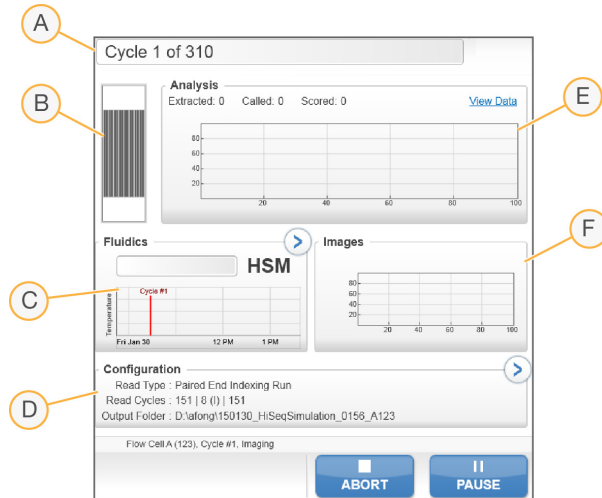 A
Cycle 1 of 310
B
Analysis
Extracted: 0 Called: 0 Scored: 0 View Data
E
80
60
40
20
20 40 60 80 100
Fluidics
HSM
C
Temperature
Cycle #1
Fri Jan 30 12 PM 1 PM
Images
F
80
60
40
20
20 40 60 80 100
D
Configuration
Read Type : Paired End Indexing Run
Read Cycles : 151 | 8 (I) | 151
Output Folder : D:\afong\150130_HiSeqSimulation_0156_A123
Flow Cell A (123), Cycle #1, Imaging
ABORT
PAUSE